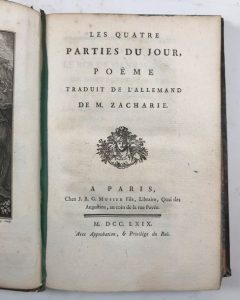 LES QUATRE
PARTIES DU JOUR,
POËME
TRADUIT DE L'ALLEMAND
DE M. ZACHARIE.
A PARIS,
Chez J. B. G. MUSIER Fils, Libraire, Quai des
Augustins, au coin de la rue Pavée.
M. DCC. LXIX.
Avec Approbation, & Privilége du Roi.